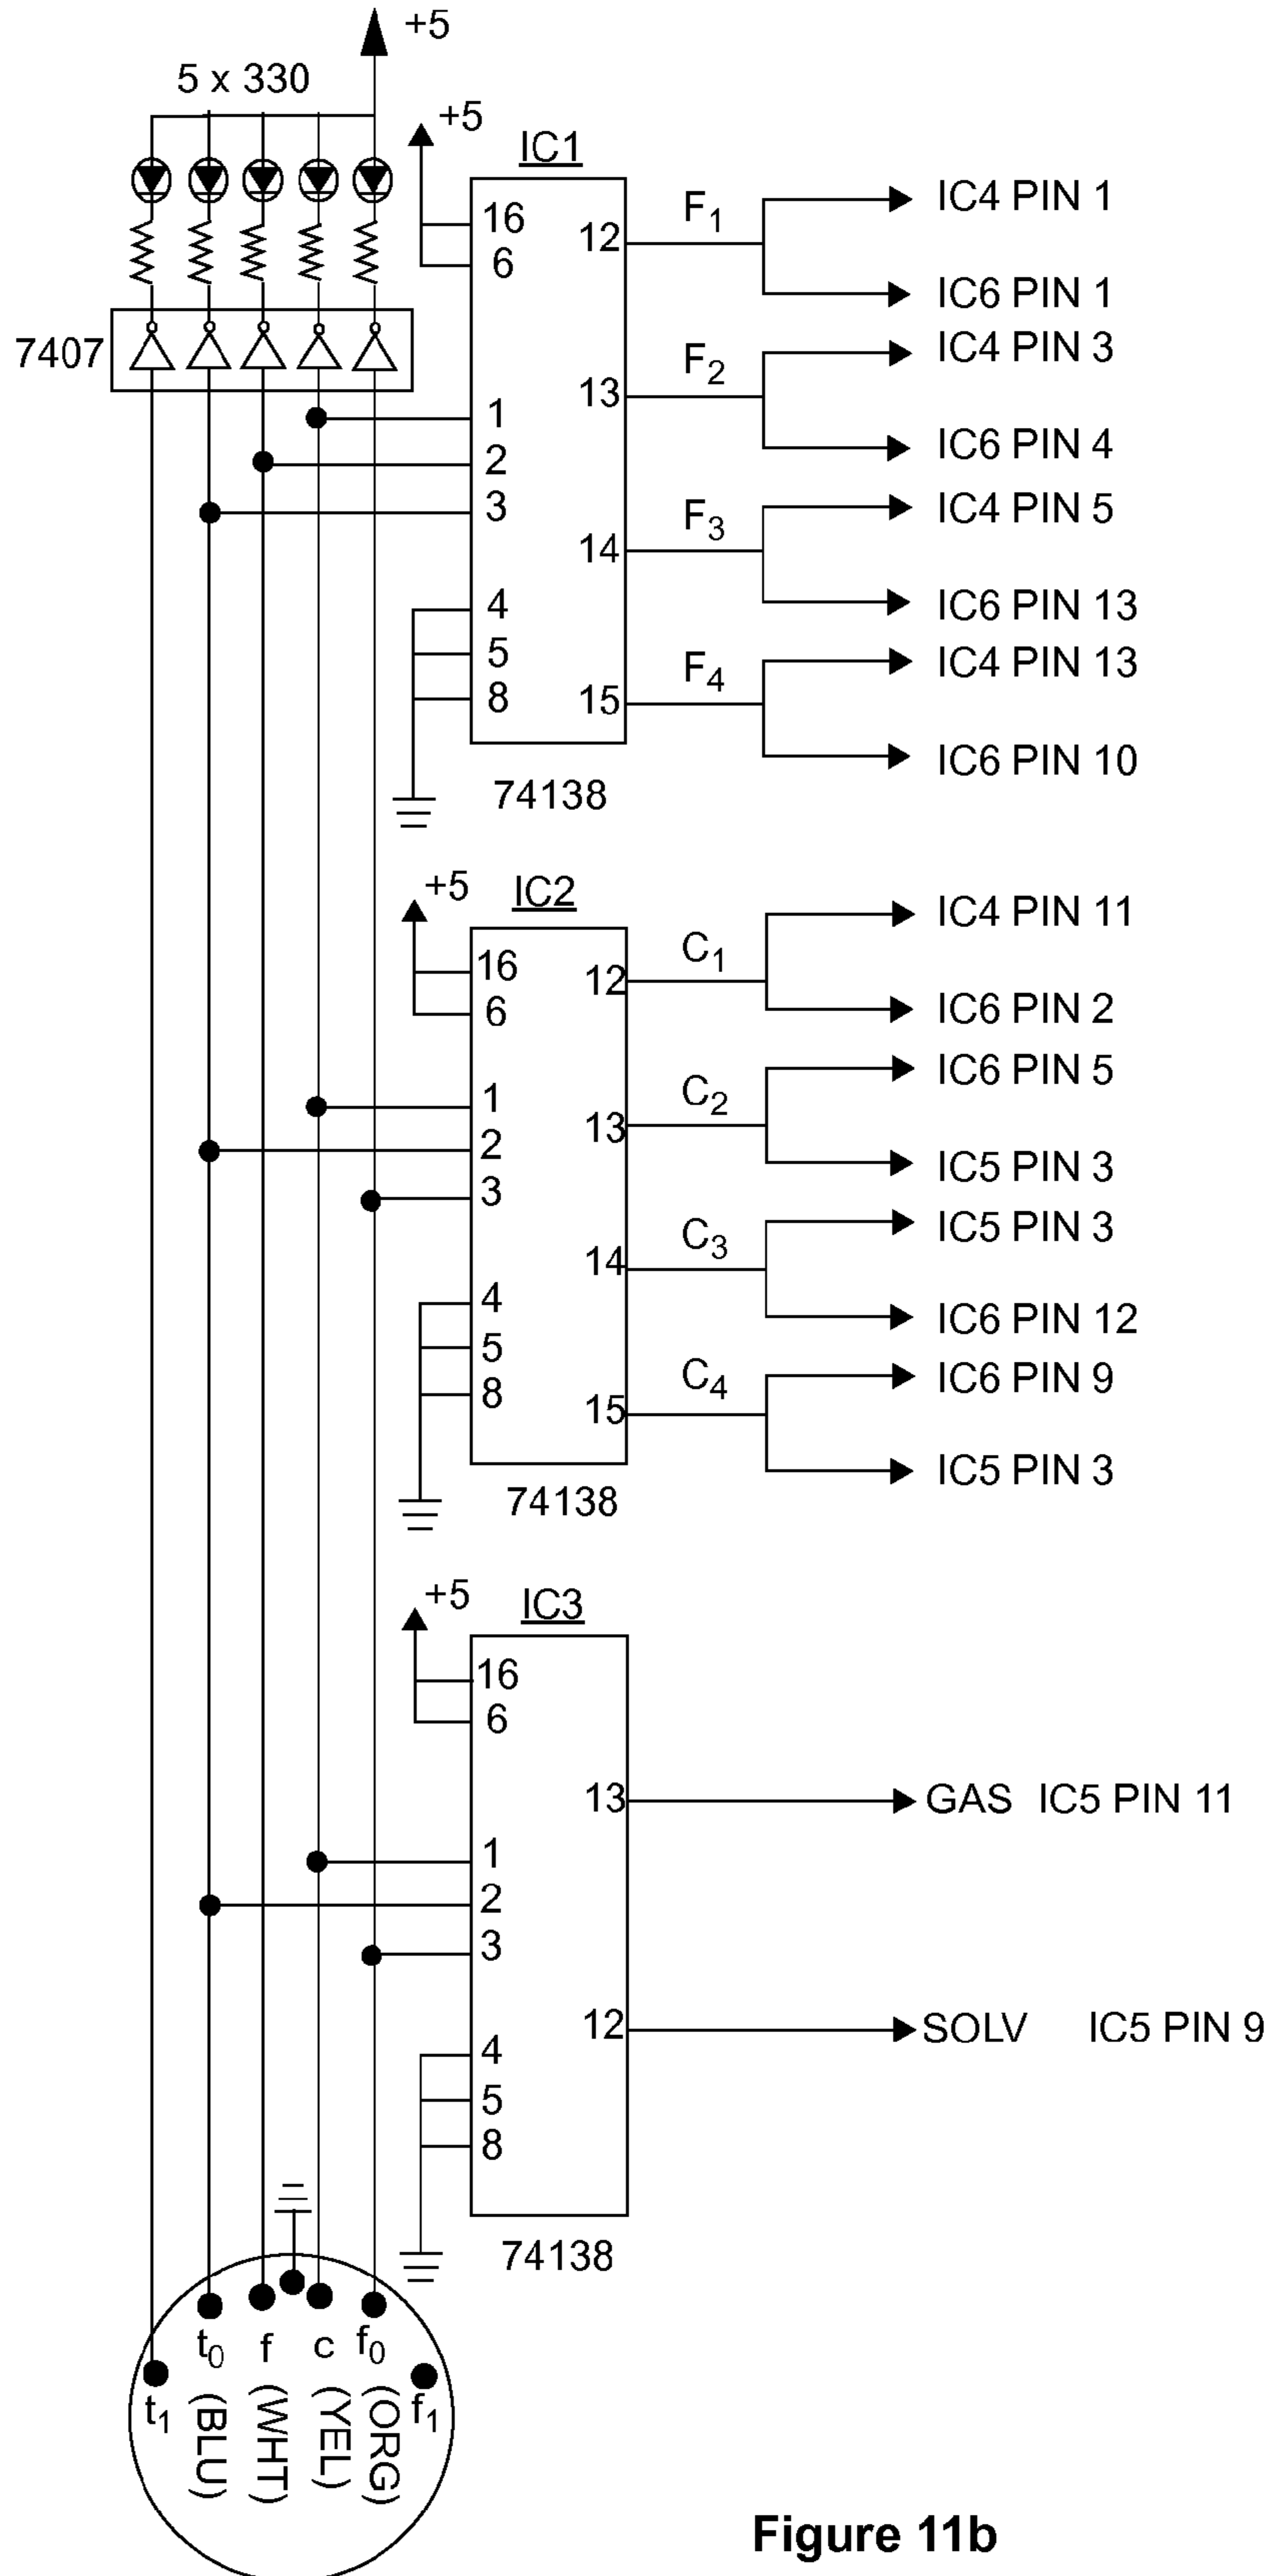 +5
5 x 330
7407
+5
IC1
16
6
1
2
3
4
5
8
12
13
14
15
74138
F1
IC4 PIN 1
IC6 PIN 1
F2
IC4 PIN 3
IC6 PIN 4
F3
IC4 PIN 5
IC6 PIN 13
F4
IC4 PIN 13
IC6 PIN 10
+5
IC2
16
6
1
2
3
4
5
8
12
13
14
15
74138
C1
IC4 PIN 11
IC6 PIN 2
C2
IC6 PIN 5
IC5 PIN 3
C3
IC5 PIN 3
IC6 PIN 12
C4
IC6 PIN 9
IC5 PIN 3
+5
IC3
16
6
1
2
3
4
5
8
13
12
74138
GAS IC5 PIN 11
SOLV IC5 PIN 9
t1
t0 (BLU)
f (WHT)
c (YEL)
f0 (ORG)
f1
Figure 11b